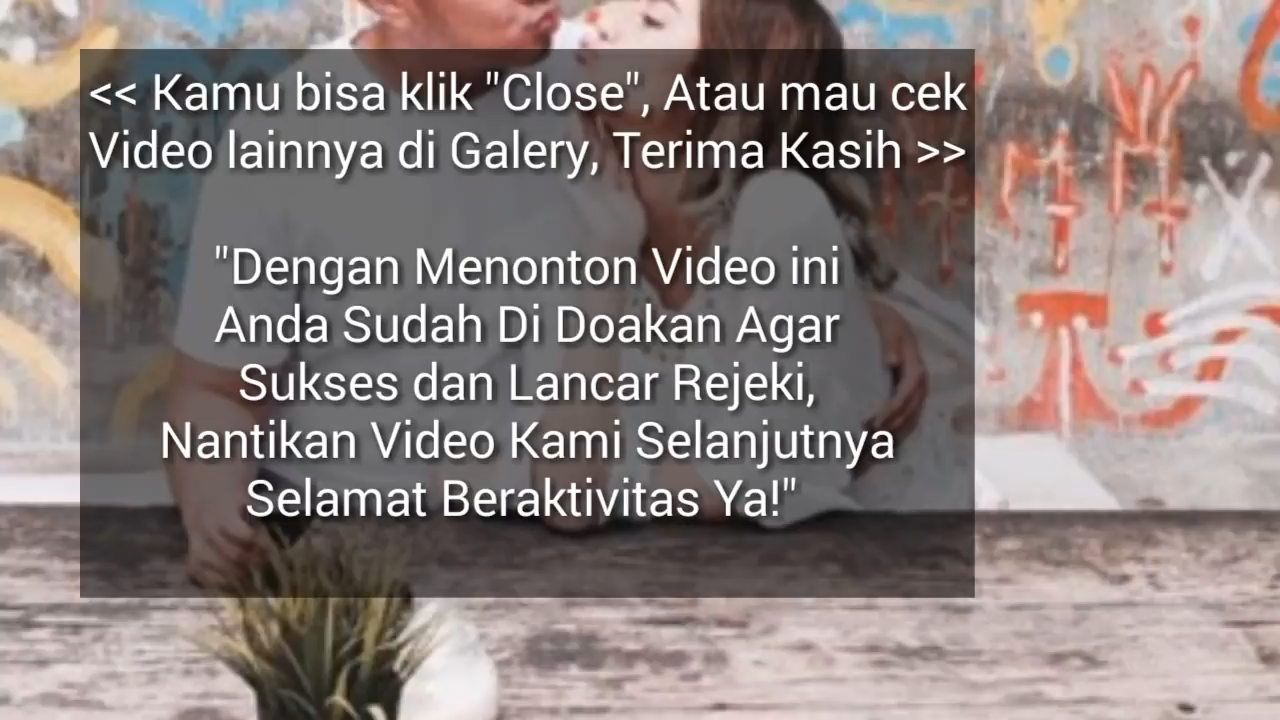 << Kamu bisa klik "Close", Atau mau cek
Video lainnya di Galery, Terima Kasih >>
"Dengan Menonton Video ini
Anda Sudah Di Doakan Agar
Sukses dan Lancar Rejeki,
Nantikan Video Kami Selanjutnya
Selamat Beraktivitas Ya!"